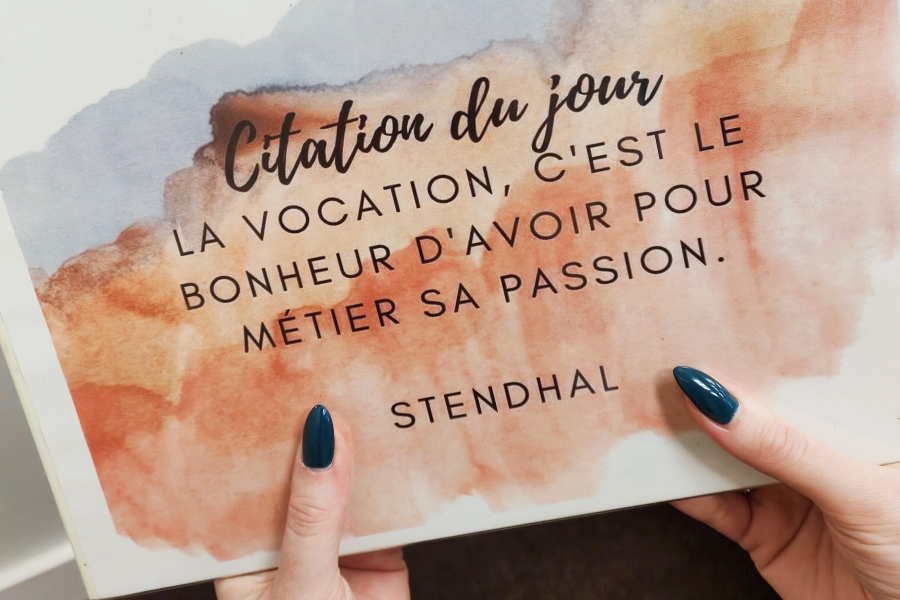 Citation du jour
LA VOCATION, C'EST LE
BONHEUR D'AVOIR POUR
MÉTIER SA PASSION.
STENDHAL